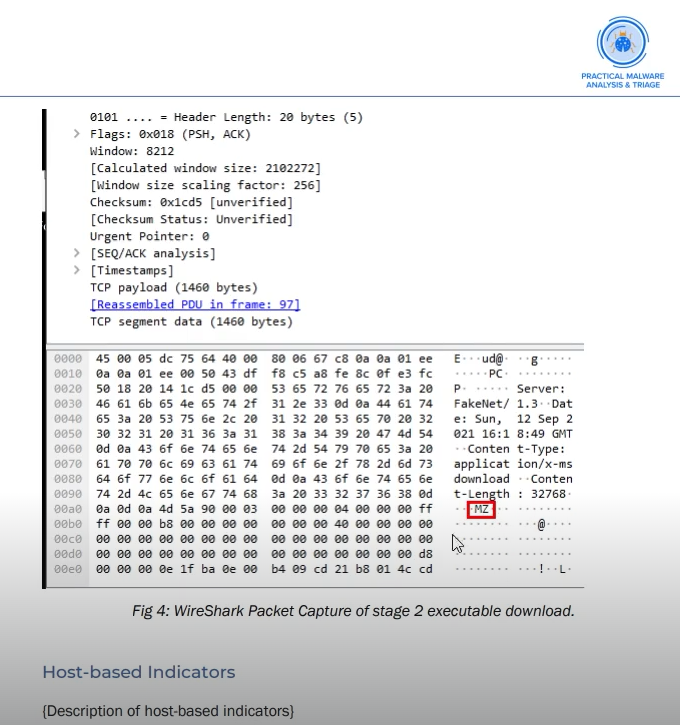 PRACTICAL MALWARE
ANALYSIS & TRIAGE
0101 .... = Header Length: 20 bytes (5)
> Flags: 0x018 (PSH, ACK)
Window: 8212
[Calculated window size: 2102272]
[Window size scaling factor: 256]
Checksum: 0x1cd5 [unverified]
[Checksum Status: Unverified]
Urgent Pointer: 0
> [SEQ/ACK analysis]
> [Timestamps]
TCP payload (1460 bytes)
[Reassembled PDU in frame: 97]
TCP segment data (1460 bytes)
0000 45 00 05 dc 75 64 40 00 80 06 67 c8 0a 0a 01 ee E···ud@· ··g·····
0010 0a 0a 01 ee 00 50 43 df f8 c5 a8 fe 8c 0f e3 fc ·····PC· ········
0020 50 18 20 14 1c d5 00 00 53 65 72 76 65 72 3a 20 P· ····· Server:
0030 46 61 6b 65 4e 65 74 2f 31 2e 33 0d 0a 44 61 74 FakeNet/ 1.3··Dat
0040 65 3a 20 53 75 6e 2c 20 31 32 20 53 65 70 20 32 e: Sun, 12 Sep 2
0050 30 32 31 20 31 36 3a 31 38 3a 34 39 20 47 4d 54 021 16:1 8:49 GMT
0060 0d 0a 43 6f 6e 74 65 6e 74 2d 54 79 70 65 3a 20 ··Conten t-Type:
0070 61 70 70 6c 69 63 61 74 69 6f 6e 2f 78 2d 6d 73 applicat ion/x-ms
0080 64 6f 77 6e 6c 6f 61 64 0d 0a 43 6f 6e 74 65 6e download ··Conten
0090 74 2d 4c 65 6e 67 74 68 3a 20 33 32 37 36 38 0d t-Length : 32768·
00a0 0a 0d 0a 4d 5a 90 00 03 00 00 00 04 00 00 00 ff ···MZ··· ········
00b0 ff 00 00 b8 00 00 00 00 00 00 00 40 00 00 00 00 ········ ···@····
00c0 00 00 00 00 00 00 00 00 00 00 00 00 00 00 00 00 ········ ········
00d0 00 00 00 00 00 00 00 00 00 00 00 00 00 00 00 d8 ········ ········
00e0 00 00 00 0e 1f ba 0e 00 b4 09 cd 21 b8 01 4c cd ········ ···!··L·
Fig 4: WireShark Packet Capture of stage 2 executable download.
Host-based Indicators
{Description of host-based indicators}